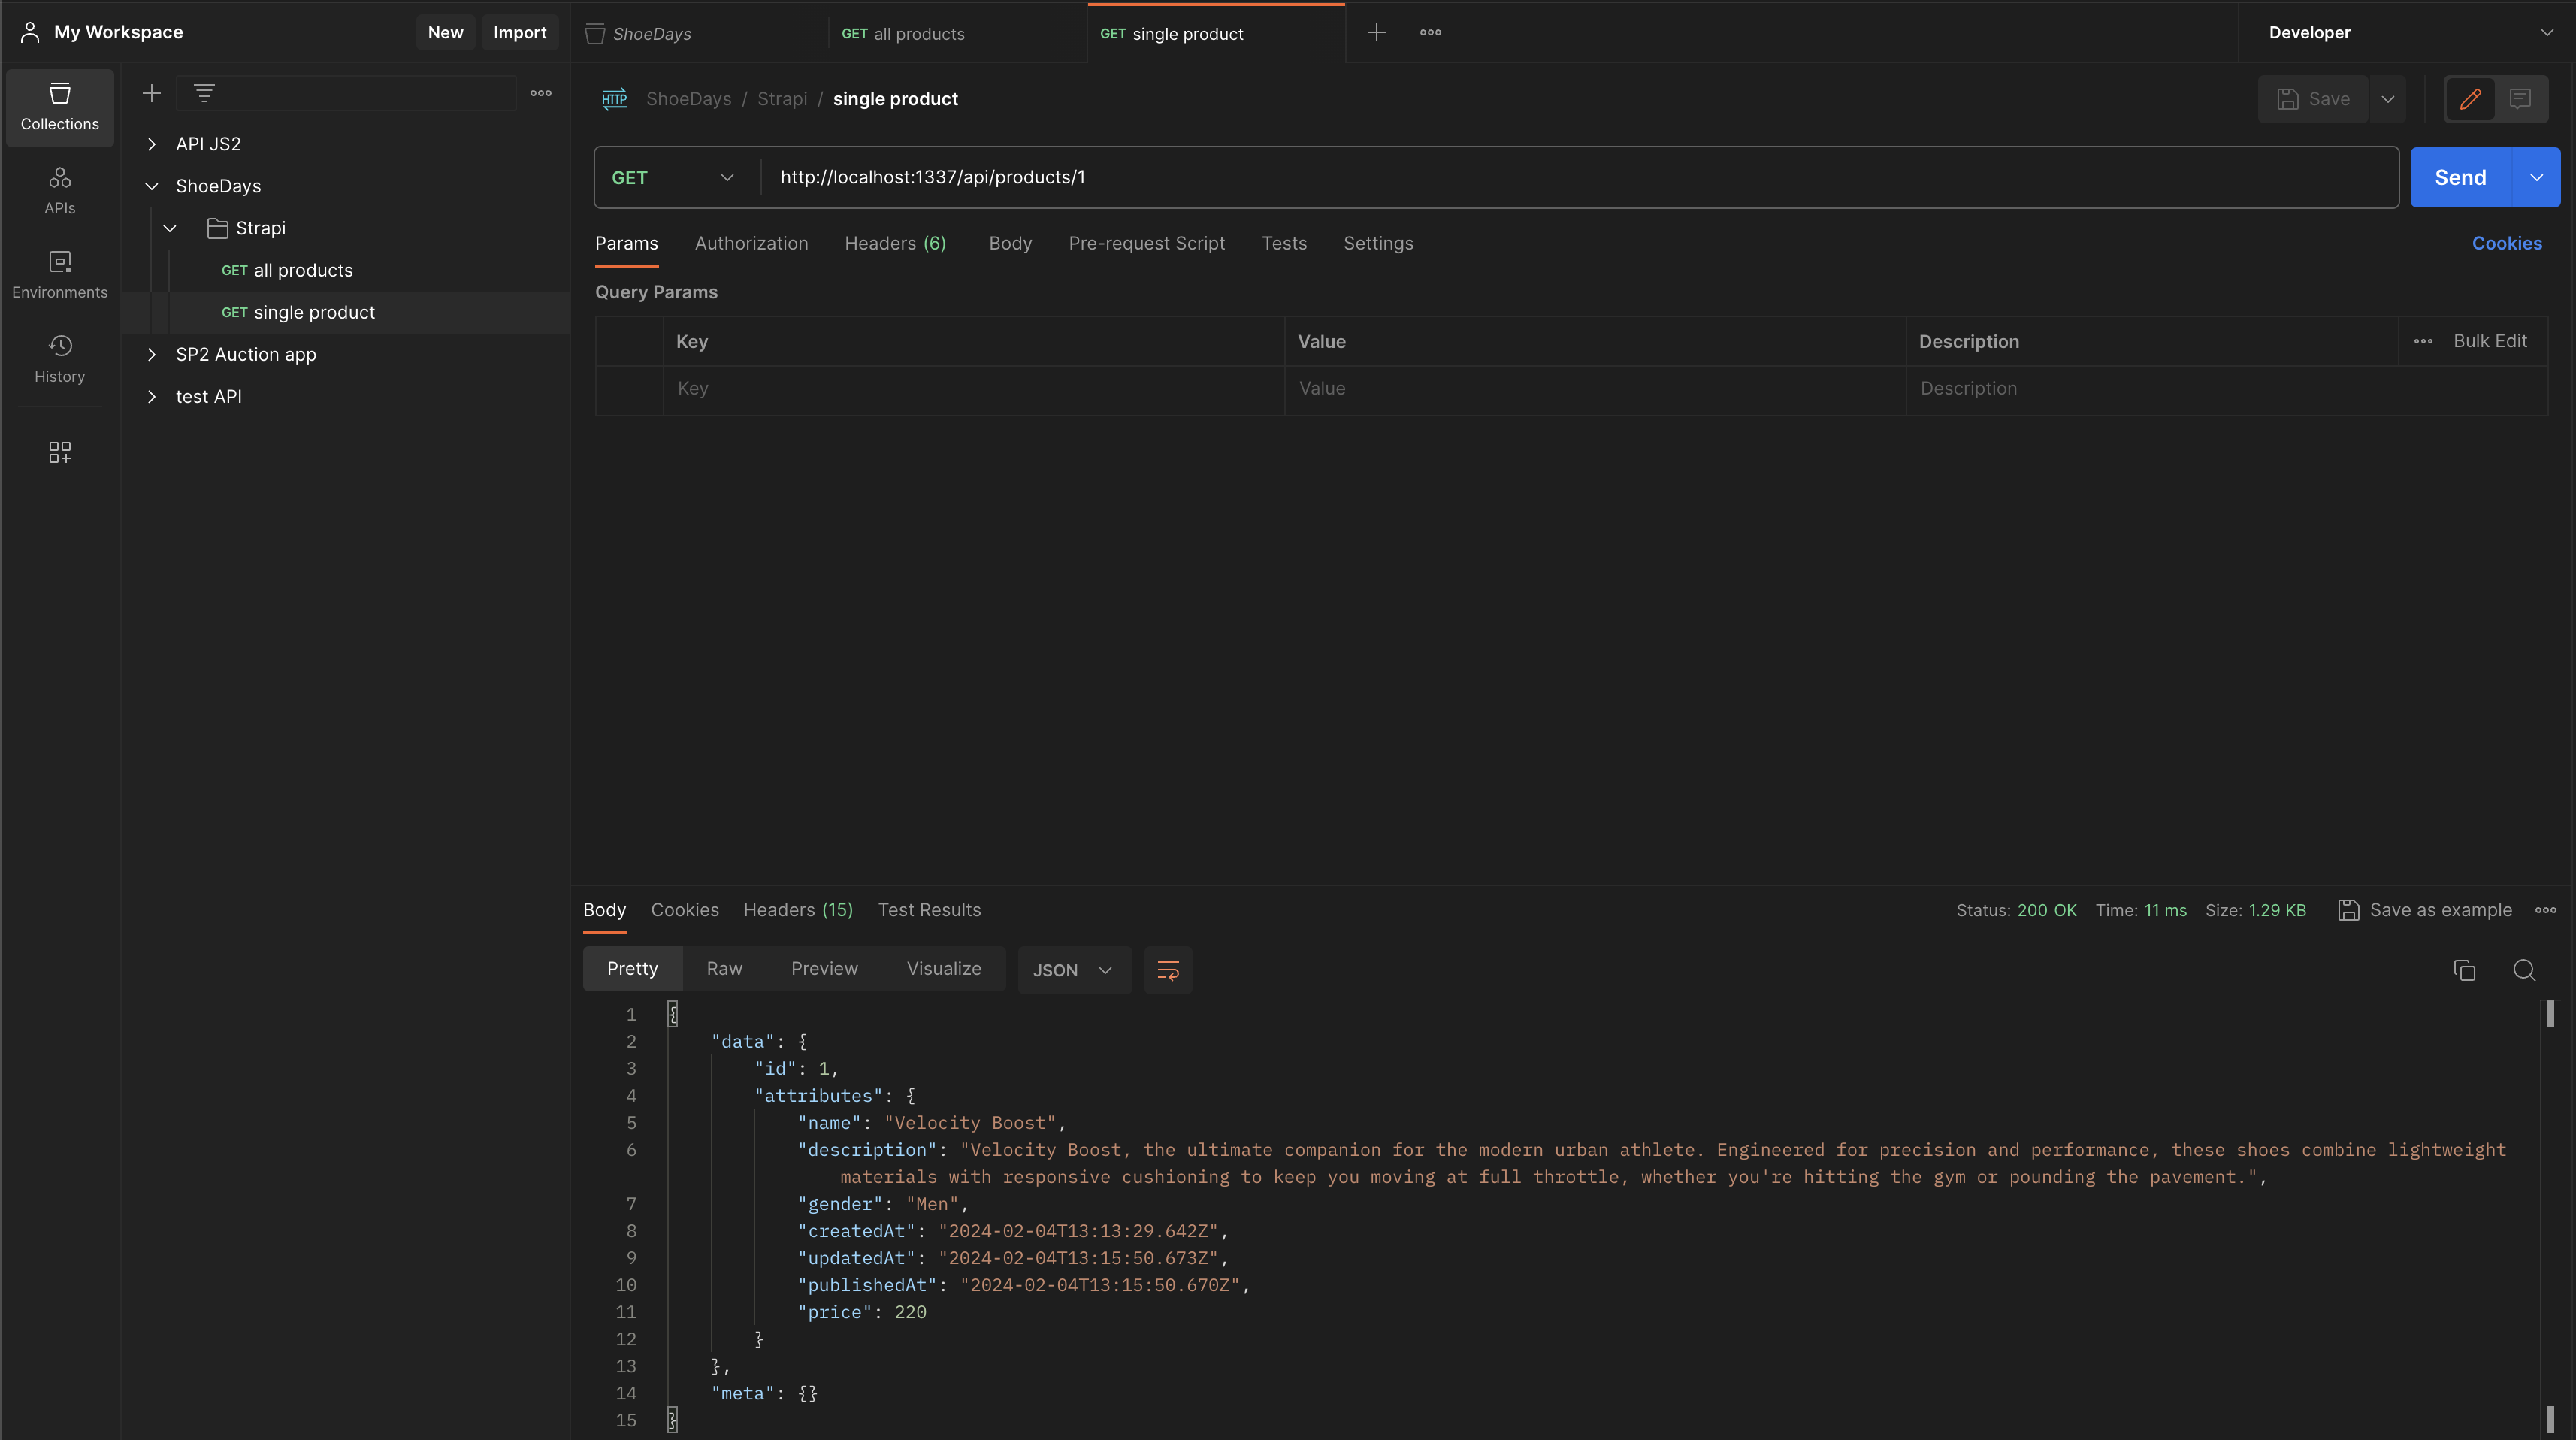 My Workspace
New
Import
ShoeDays
GET all products
GET single product
Developer
Collections
APIs
Environments
History
API JS2
ShoeDays
Strapi
GET all products
GET single product
SP2 Auction app
test API
HTTP
ShoeDays / Strapi / single product
Save
GET
http://localhost:1337/api/products/1
Send
Params
Authorization
Headers (6)
Body
Pre-request Script
Tests
Settings
Cookies
Query Params
Key
Value
Description
Bulk Edit
Key
Value
Description
Body
Cookies
Headers (15)
Test Results
Status: 200 OK
Time: 11 ms
Size: 1.29 KB
Save as example
Pretty
Raw
Preview
Visualize
JSON
1 {
2 "data": {
3 "id": 1,
4 "attributes": {
5 "name": "Velocity Boost",
6 "description": "Velocity Boost, the ultimate companion for the modern urban athlete. Engineered for precision and performance, these shoes combine lightweight
materials with responsive cushioning to keep you moving at full throttle, whether you're hitting the gym or pounding the pavement.",
7 "gender": "Men",
8 "createdAt": "2024-02-04T13:13:29.642Z",
9 "updatedAt": "2024-02-04T13:15:50.673Z",
10 "publishedAt": "2024-02-04T13:15:50.670Z",
11 "price": 220
12 }
13 },
14 "meta": {}
15 }